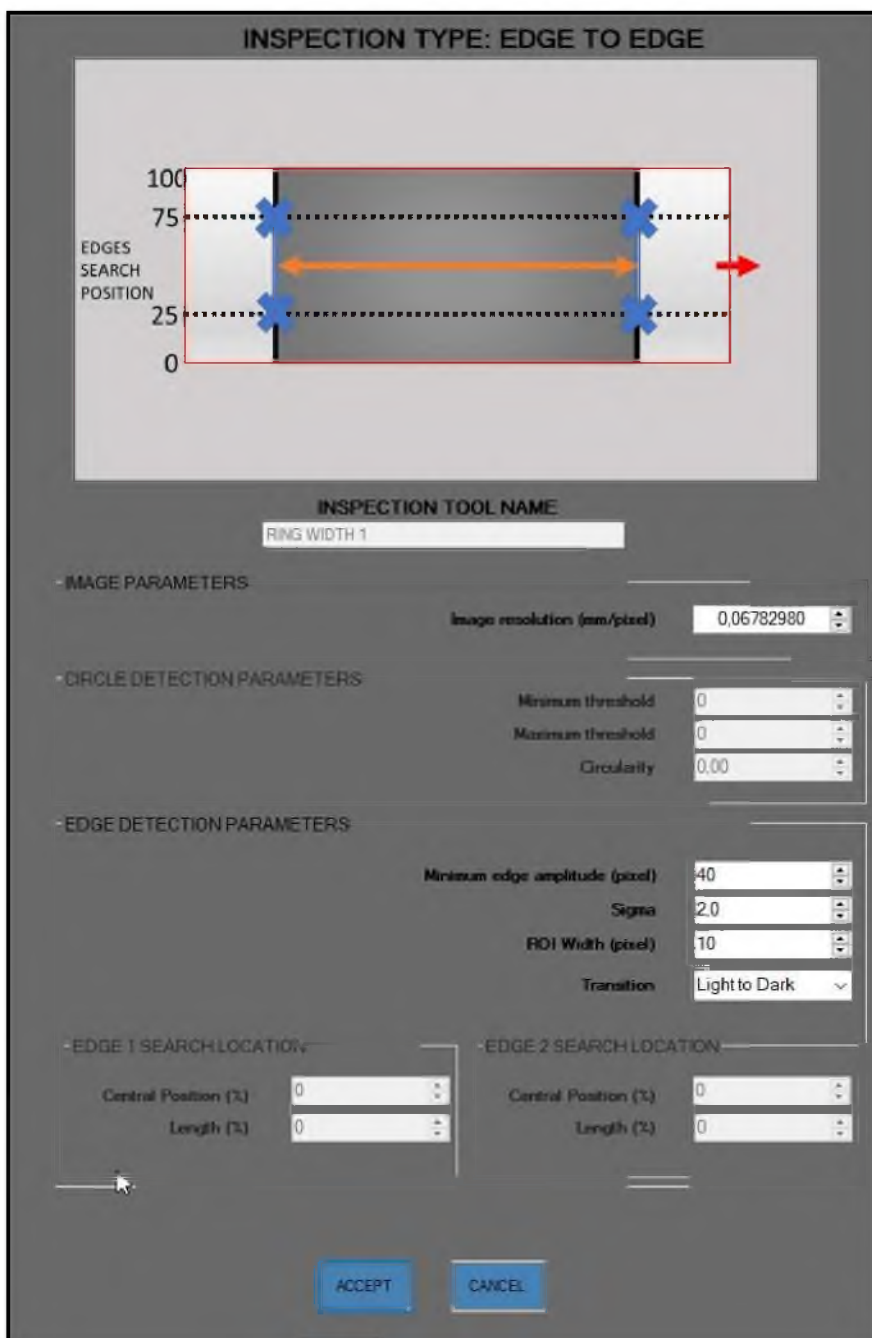 INSPECTION TYPE: EDGE TO EDGE
100
75
EDGES
SEARCH
POSITION
25
0
INSPECTION TOOL NAME
RING WIDTH 1
IMAGE PARAMETERS
Image resolution (mm/pixel) 0,06782980
CIRCLE DETECTION PARAMETERS
Minimum threshold 0
Maximum threshold 0
Circularity 0,00
EDGE DETECTION PARAMETERS
Minimum edge amplitude (pixel) 40
Sigma 2,0
ROI Width (pixel) 10
Transition Light to Dark
EDGE 1 SEARCH LOCATION EDGE 2 SEARCH LOCATION
Central Position (%) 0 Central Position (%) 0
Length (%) 0 Length (%) 0
ACCEPT CANCEL